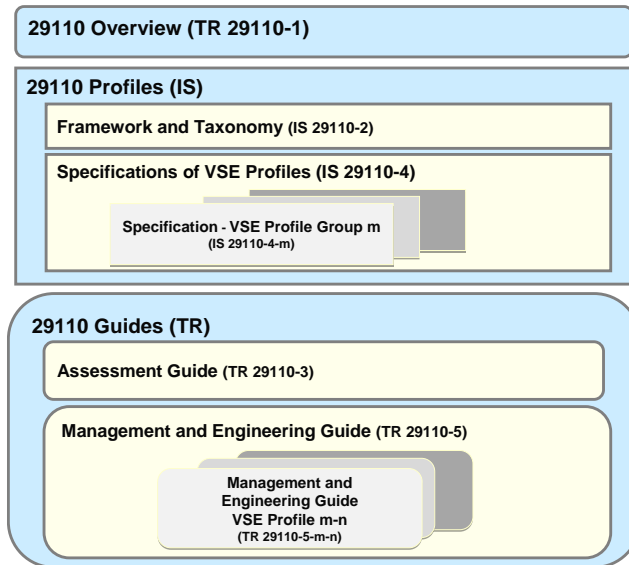 29110 Overview (TR 29110-1)
29110 Profiles (IS)
Framework and Taxonomy (IS 29110-2)
Specifications of VSE Profiles (IS 29110-4)
Specification - VSE Profile Group m
(IS 29110-4-m)
29110 Guides (TR)
Assessment Guide (TR 29110-3)
Management and Engineering Guide (TR 29110-5)
Management and
Engineering Guide
VSE Profile m-n
(TR 29110-5-m-n)